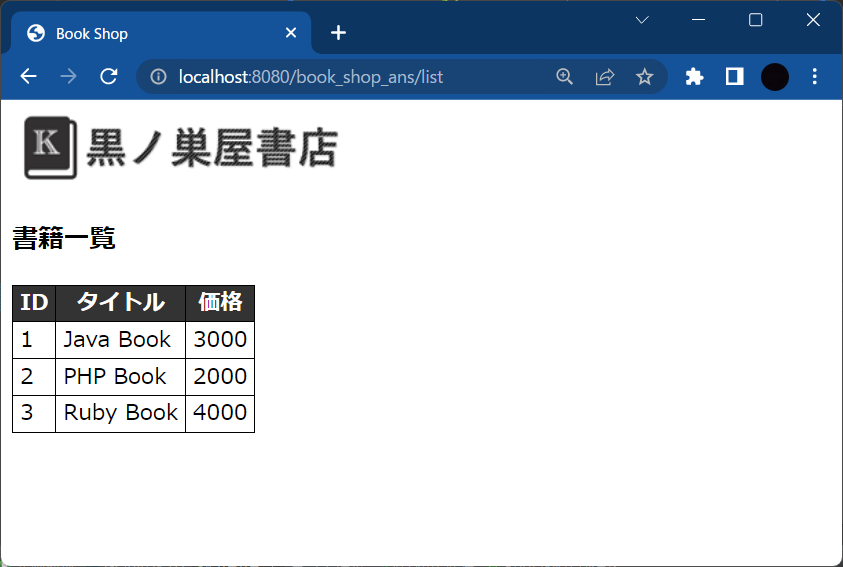 Book Shop
localhost:8080/book_shop_ans/list
K 黒ノ巣屋書店
書籍一覧
ID タイトル 価格
1 Java Book 3000
2 PHP Book 2000
3 Ruby Book 4000